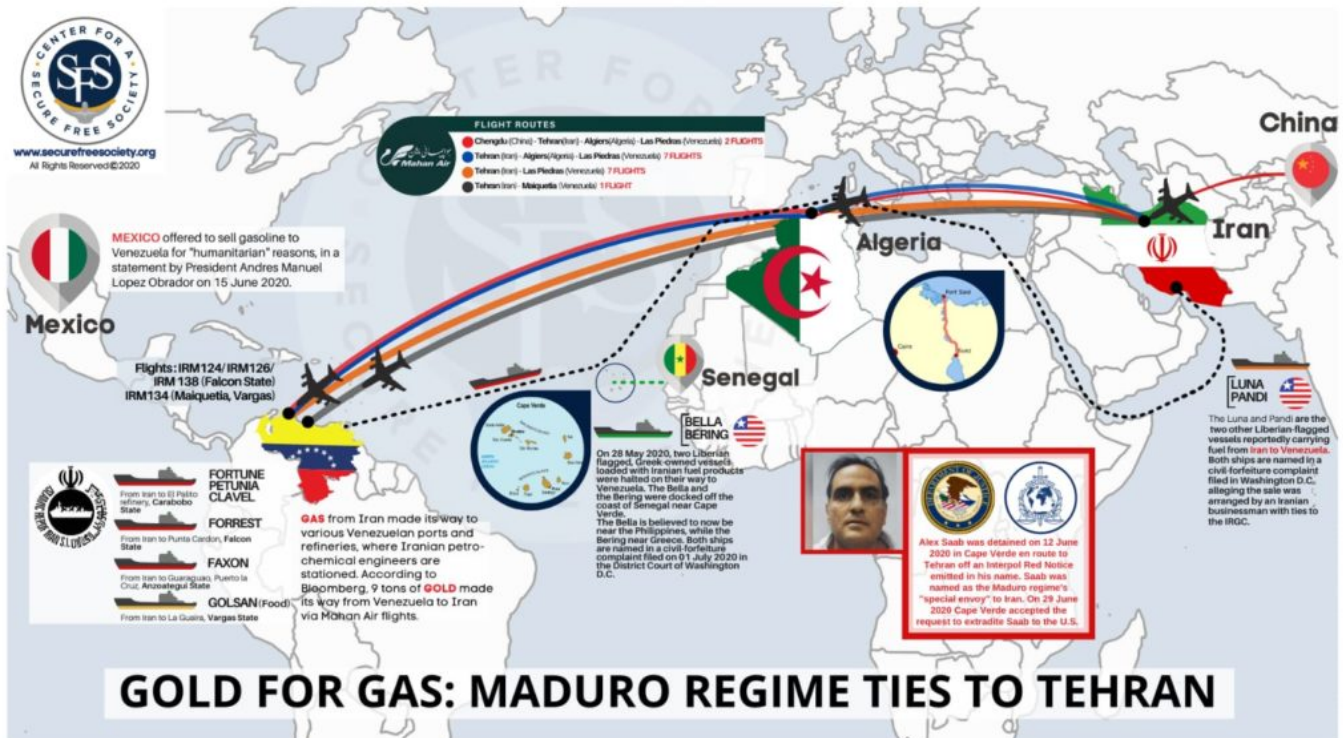 CENTER FOR A
SECURE FREE SOCIETY
SFS
www.securefreesociety.org
All Rights Reserved©2020
FLIGHT ROUTES
Mahan Air
Chengdu (China) - Tehran(Iran) - Algiers(Algeria) - Las Piedras (Venezuela) 2 FLIGHTS
Tehran (Iran) - Algiers(Algeria) - Las Piedras (Venezuela) 7 FLIGHTS
Tehran (Iran) - Las Piedras (Venezuela) 7 FLIGHTS
Tehran (Iran) - Maiquetia (Venezuela) 1 FLIGHT
China
Iran
Algeria
Mexico
MEXICO offered to sell gasoline to
Venezuela for "humanitarian" reasons, in a
statement by President Andres Manuel
Lopez Obrador on 15 June 2020.
Flights: IRM124/ IRM126/
IRM 138 (Falcon State)
IRM134 (Maiquetia, Vargas)
Senegal
Port Said
Cairo
Cape Verde
BELLA
BERING
On 28 May 2020, two Liberian
flagged, Greek-owned vessels,
loaded with Iranian fuel products
were halted on their way to
Venezuela. The Bella and
the Bering were docked off the
coast of Senegal near Cape
Verde.
The Bella is believed to now be
near the Philippines, while the
Bering near Greece. Both ships
are named in a civil-forfeiture
complaint filed on 01 July 2020 in
the District Court of Washington
D.C.
LUNA
PANDI
The Luna and Pandi are the
two other Liberian-flagged
vessels reportedly carrying
fuel from Iran to Venezuela.
Both ships are named in a
civil-forfeiture complaint
filed in Washington D.C,
alleging the sale was
arranged by an Iranian
businessman with ties to
the IRGC.
Alex Saab was detained on 12 June
2020 in Cape Verde en route to
Tehran off an Interpol Red Notice
emitted in his name. Saab was
named as the Maduro regime's
"special envoy" to Iran. On 29 June
2020 Cape Verde accepted the
request to extradite Saab to the U.S.
FORTUNE
PETUNIA
CLAVEL
From Iran to El Palito
refinery, Carabobo
State
FORREST
From Iran to Punta Cardon, Falcon
State
FAXON
From Iran to Guaraguao, Puerto la
Cruz, Anzoategui State
GOLSAN (Food)
From Iran to La Guaira, Vargas State
GAS from Iran made its way to
various Venezuelan ports and
refineries, where Iranian petro-
chemical engineers are
stationed. According to
Bloomberg, 9 tons of GOLD made
its way from Venezuela to Iran
via Mahan Air flights.
GOLD FOR GAS: MADURO REGIME TIES TO TEHRAN